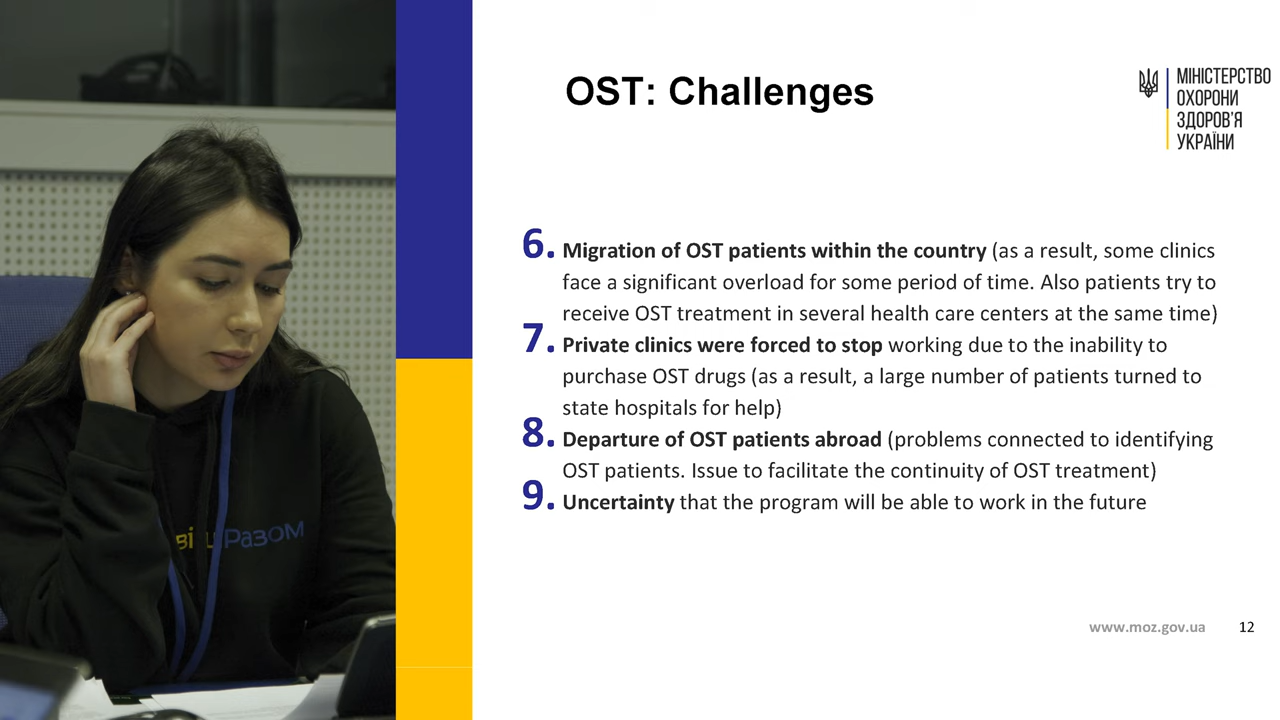 OST: Challenges
МІНІСТЕРСТВО
ОХОРОНИ
ЗДОРОВ'Я
УКРАЇНИ
6. Migration of OST patients within the country (as a result, some clinics
face a significant overload for some period of time. Also patients try to
receive OST treatment in several health care centers at the same time)
7. Private clinics were forced to stop working due to the inability to
purchase OST drugs (as a result, a large number of patients turned to
state hospitals for help)
8. Departure of OST patients abroad (problems connected to identifying
OST patients. Issue to facilitate the continuity of OST treatment)
9. Uncertainty that the program will be able to work in the future
Разом
www.moz.gov.ua 12